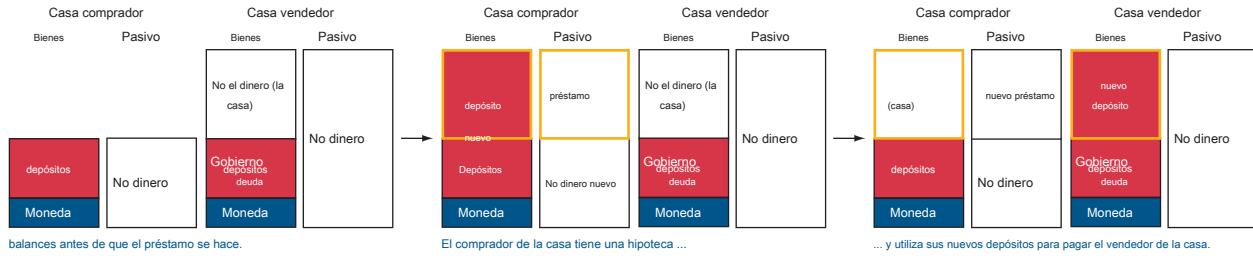 Casa comprador
Casa vendedor
Bienes
Pasivo
Bienes
Pasivo
No el dinero (la
casa)
No dinero
depósitos
No dinero
Gobierno
depósitos
deuda
Moneda
Moneda
balances antes de que el préstamo se hace.
Casa comprador
Casa vendedor
Bienes
Pasivo
Bienes
Pasivo
depósito
nuevo
préstamo
No el dinero (la
casa)
No dinero
Depósitos
No dinero nuevo
Gobierno
depósitos
deuda
Moneda
Moneda
El comprador de la casa tiene una hipoteca ...
Casa comprador
Casa vendedor
Bienes
Pasivo
Bienes
Pasivo
(casa)
nuevo préstamo
nuevo
depósito
No dinero
depósitos
No dinero
Gobierno
depósitos
deuda
Moneda
Moneda
... y utiliza sus nuevos depósitos para pagar el vendedor de la casa.